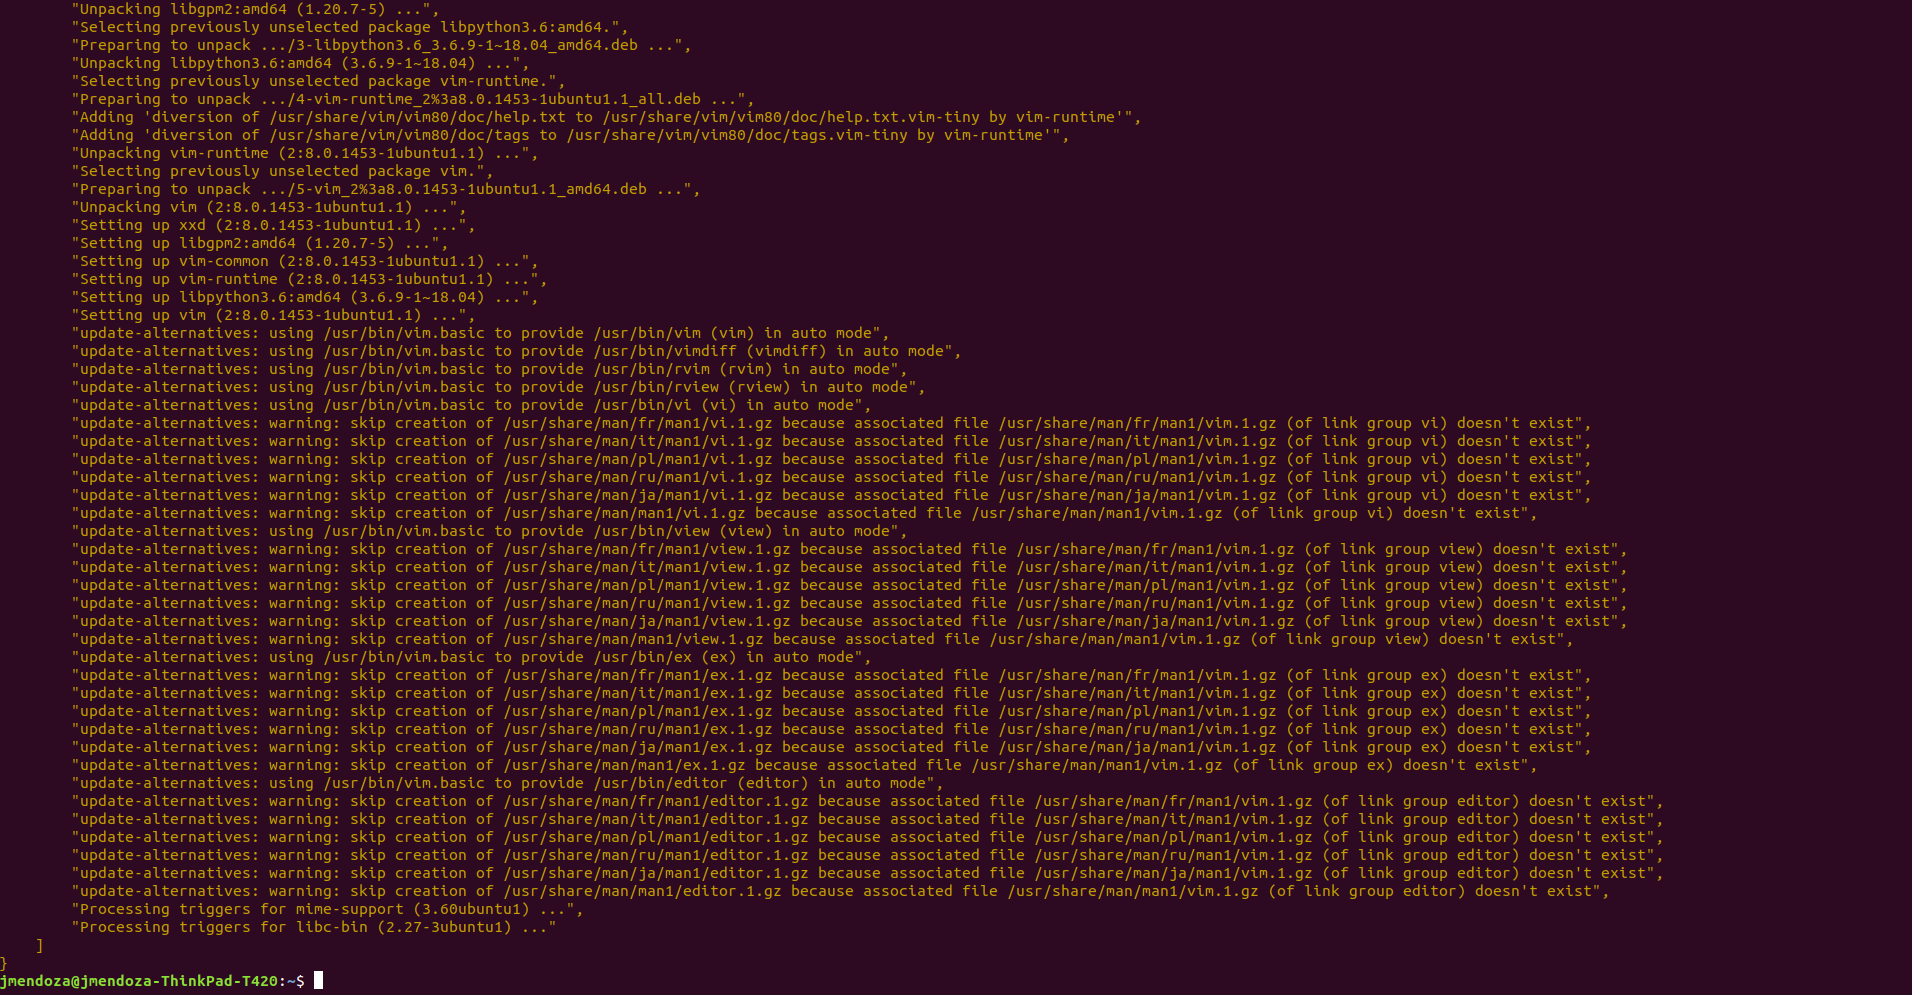 "Unpacking libgpm2:amd64 (1.20.7-5) ...",
"Selecting previously unselected package libpython3.6:amd64.",
"Preparing to unpack .../3-libpython3.6_3.6.9-1~18.04_amd64.deb ...",
"Unpacking libpython3.6:amd64 (3.6.9-1~18.04) ...",
"Selecting previously unselected package vim-runtime.",
"Preparing to unpack .../4-vim-runtime_2%3a8.0.1453-1ubuntu1.1_all.deb ...",
"Adding 'diversion of /usr/share/vim/vim80/doc/help.txt to /usr/share/vim/vim80/doc/help.txt.vim-tiny by vim-runtime'",
"Adding 'diversion of /usr/share/vim/vim80/doc/tags to /usr/share/vim/vim80/doc/tags.vim-tiny by vim-runtime'",
"Unpacking vim-runtime (2:8.0.1453-1ubuntu1.1) ...",
"Selecting previously unselected package vim.",
"Preparing to unpack .../5-vim_2%3a8.0.1453-1ubuntu1.1_amd64.deb ...",
"Unpacking vim (2:8.0.1453-1ubuntu1.1) ...",
"Setting up xxd (2:8.0.1453-1ubuntu1.1) ...",
"Setting up libgpm2:amd64 (1.20.7-5) ...",
"Setting up vim-common (2:8.0.1453-1ubuntu1.1) ...",
"Setting up vim-runtime (2:8.0.1453-1ubuntu1.1) ...",
"Setting up libpython3.6:amd64 (3.6.9-1~18.04) ...",
"Setting up vim (2:8.0.1453-1ubuntu1.1) ...",
"update-alternatives: using /usr/bin/vim.basic to provide /usr/bin/vim (vim) in auto mode",
"update-alternatives: using /usr/bin/vim.basic to provide /usr/bin/vimdiff (vimdiff) in auto mode",
"update-alternatives: using /usr/bin/vim.basic to provide /usr/bin/rvim (rvim) in auto mode",
"update-alternatives: using /usr/bin/vim.basic to provide /usr/bin/rview (rview) in auto mode",
"update-alternatives: using /usr/bin/vim.basic to provide /usr/bin/vi (vi) in auto mode",
"update-alternatives: warning: skip creation of /usr/share/man/fr/man1/vi.1.gz because associated file /usr/share/man/fr/man1/vim.1.gz (of link group vi) doesn't exist",
"update-alternatives: warning: skip creation of /usr/share/man/it/man1/vi.1.gz because associated file /usr/share/man/it/man1/vim.1.gz (of link group vi) doesn't exist",
"update-alternatives: warning: skip creation of /usr/share/man/pl/man1/vi.1.gz because associated file /usr/share/man/pl/man1/vim.1.gz (of link group vi) doesn't exist",
"update-alternatives: warning: skip creation of /usr/share/man/ru/man1/vi.1.gz because associated file /usr/share/man/ru/man1/vim.1.gz (of link group vi) doesn't exist",
"update-alternatives: warning: skip creation of /usr/share/man/ja/man1/vi.1.gz because associated file /usr/share/man/ja/man1/vim.1.gz (of link group vi) doesn't exist",
"update-alternatives: warning: skip creation of /usr/share/man/man1/vi.1.gz because associated file /usr/share/man/man1/vim.1.gz (of link group vi) doesn't exist",
"update-alternatives: using /usr/bin/vim.basic to provide /usr/bin/view (view) in auto mode",
"update-alternatives: warning: skip creation of /usr/share/man/fr/man1/view.1.gz because associated file /usr/share/man/fr/man1/vim.1.gz (of link group view) doesn't exist",
"update-alternatives: warning: skip creation of /usr/share/man/it/man1/view.1.gz because associated file /usr/share/man/it/man1/vim.1.gz (of link group view) doesn't exist",
"update-alternatives: warning: skip creation of /usr/share/man/pl/man1/view.1.gz because associated file /usr/share/man/pl/man1/vim.1.gz (of link group view) doesn't exist",
"update-alternatives: warning: skip creation of /usr/share/man/ru/man1/view.1.gz because associated file /usr/share/man/ru/man1/vim.1.gz (of link group view) doesn't exist",
"update-alternatives: warning: skip creation of /usr/share/man/ja/man1/view.1.gz because associated file /usr/share/man/ja/man1/vim.1.gz (of link group view) doesn't exist",
"update-alternatives: warning: skip creation of /usr/share/man/man1/view.1.gz because associated file /usr/share/man/man1/vim.1.gz (of link group view) doesn't exist",
"update-alternatives: using /usr/bin/vim.basic to provide /usr/bin/ex (ex) in auto mode",
"update-alternatives: warning: skip creation of /usr/share/man/fr/man1/ex.1.gz because associated file /usr/share/man/fr/man1/vim.1.gz (of link group ex) doesn't exist",
"update-alternatives: warning: skip creation of /usr/share/man/it/man1/ex.1.gz because associated file /usr/share/man/it/man1/vim.1.gz (of link group ex) doesn't exist",
"update-alternatives: warning: skip creation of /usr/share/man/pl/man1/ex.1.gz because associated file /usr/share/man/pl/man1/vim.1.gz (of link group ex) doesn't exist",
"update-alternatives: warning: skip creation of /usr/share/man/ru/man1/ex.1.gz because associated file /usr/share/man/ru/man1/vim.1.gz (of link group ex) doesn't exist",
"update-alternatives: warning: skip creation of /usr/share/man/ja/man1/ex.1.gz because associated file /usr/share/man/ja/man1/vim.1.gz (of link group ex) doesn't exist",
"update-alternatives: warning: skip creation of /usr/share/man/man1/ex.1.gz because associated file /usr/share/man/man1/vim.1.gz (of link group ex) doesn't exist",
"update-alternatives: using /usr/bin/vim.basic to provide /usr/bin/editor (editor) in auto mode",
"update-alternatives: warning: skip creation of /usr/share/man/fr/man1/editor.1.gz because associated file /usr/share/man/fr/man1/vim.1.gz (of link group editor) doesn't exist",
"update-alternatives: warning: skip creation of /usr/share/man/it/man1/editor.1.gz because associated file /usr/share/man/it/man1/vim.1.gz (of link group editor) doesn't exist",
"update-alternatives: warning: skip creation of /usr/share/man/pl/man1/editor.1.gz because associated file /usr/share/man/pl/man1/vim.1.gz (of link group editor) doesn't exist",
"update-alternatives: warning: skip creation of /usr/share/man/ru/man1/editor.1.gz because associated file /usr/share/man/ru/man1/vim.1.gz (of link group editor) doesn't exist",
"update-alternatives: warning: skip creation of /usr/share/man/ja/man1/editor.1.gz because associated file /usr/share/man/ja/man1/vim.1.gz (of link group editor) doesn't exist",
"update-alternatives: warning: skip creation of /usr/share/man/man1/editor.1.gz because associated file /usr/share/man/man1/vim.1.gz (of link group editor) doesn't exist",
"Processing triggers for mime-support (3.60ubuntu1) ...",
"Processing triggers for libc-bin (2.27-3ubuntu1) ..."
]
}
jmendoza@jmendoza-ThinkPad-T420:~$